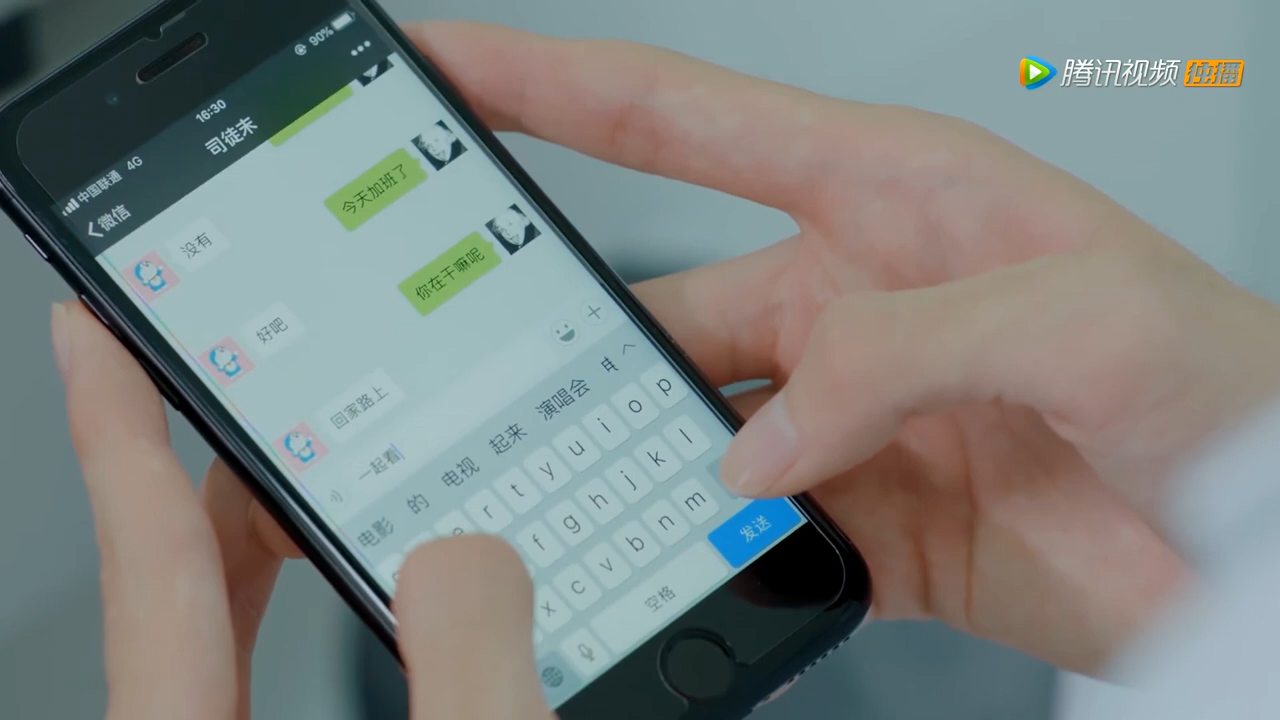 腾讯视频 独播
中国联通 4G 16:30 90%
微信 司徒末
今天加班了
没有
你在干嘛呢
好吧
回家路上
一起看
电影 的 电视 起来 演唱会
e r t y u i o p
f g h j k l
x c v b n m
空格 发送